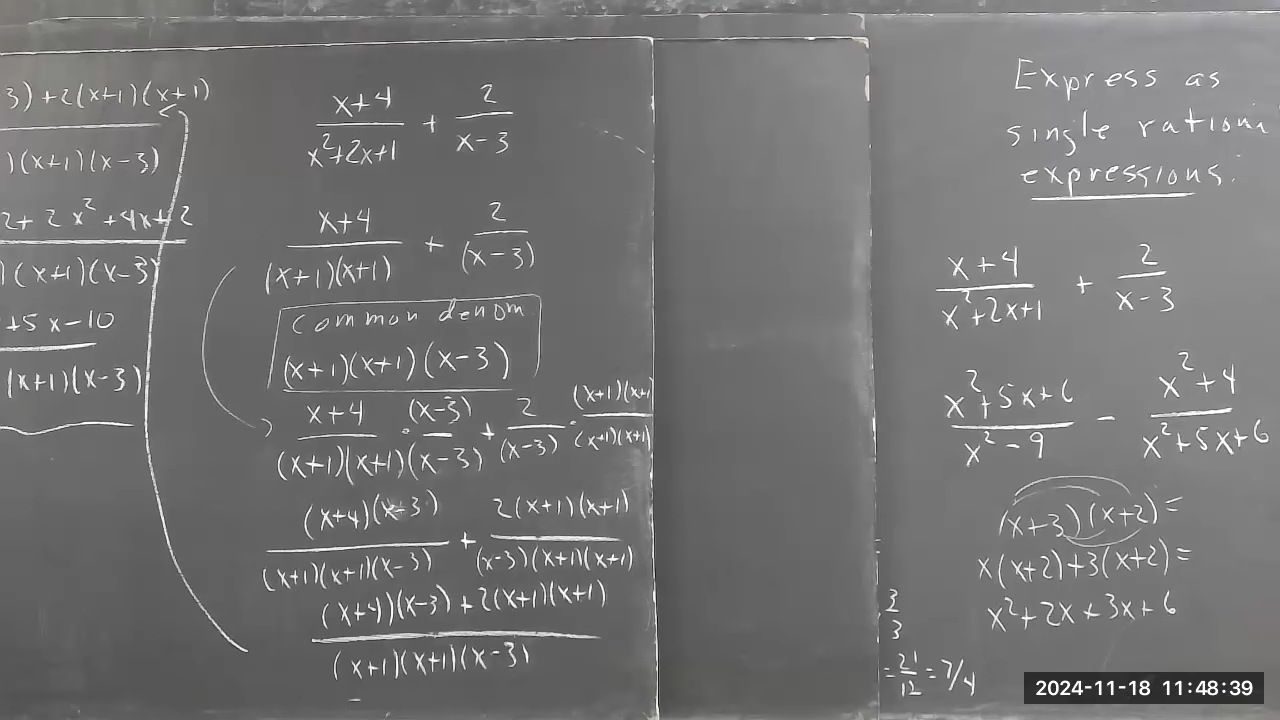 3) + 2(x+1)(x+1)
)(x+1)(x-3)
2 + 2x² + 4x + 2
)(x+1)(x-3)
+5x-10
(x+1)(x-3)
x+4 / x²+2x+1 + 2 / x-3
x+4 / (x+1)(x+1) + 2 / (x-3)
common denom
(x+1)(x+1)(x-3)
x+4 / (x+1)(x+1) · (x-3) / (x-3) + 2 / (x-3) · (x+1)(x+1) / (x+1)(x+1)
(x+4)(x-3) / (x+1)(x+1)(x-3) + 2(x+1)(x+1) / (x-3)(x+1)(x+1)
(x+4)(x-3) + 2(x+1)(x+1) / (x+1)(x+1)(x-3)
Express as
single rationa
expressions.
x+4 / x²+2x+1 + 2 / x-3
x²+5x+6 / x²-9 - x²+4 / x²+5x+6
(x+3)(x+2) =
x(x+2)+3(x+2) =
x²+2x+3x+6
3
3
= 21/12 = 7/4
2024-11-18 11:48:39